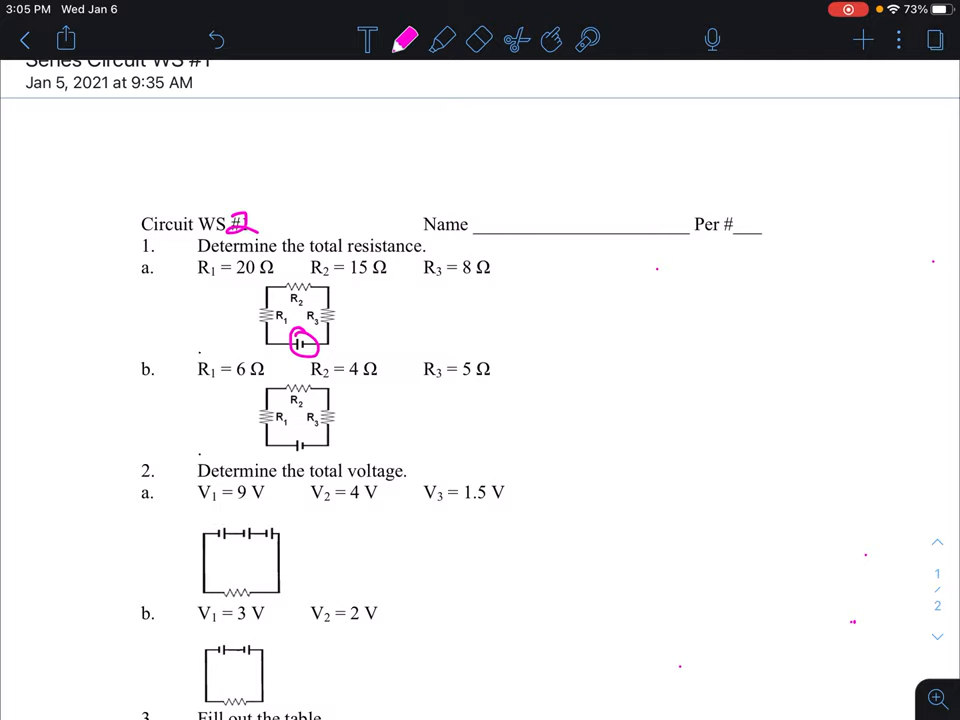 3:05 PM Wed Jan 6 73%
T
Series Circuit WS #1
Jan 5, 2021 at 9:35 AM
Circuit WS #2 Name ________________________ Per #___
1. Determine the total resistance.
a. R₁ = 20 Ω R₂ = 15 Ω R₃ = 8 Ω
R₂
R₁ R₃
.
b. R₁ = 6 Ω R₂ = 4 Ω R₃ = 5 Ω
R₂
R₁ R₃
.
2. Determine the total voltage.
a. V₁ = 9 V V₂ = 4 V V₃ = 1.5 V
1
/
2
b. V₁ = 3 V V₂ = 2 V
3. Fill out the table.